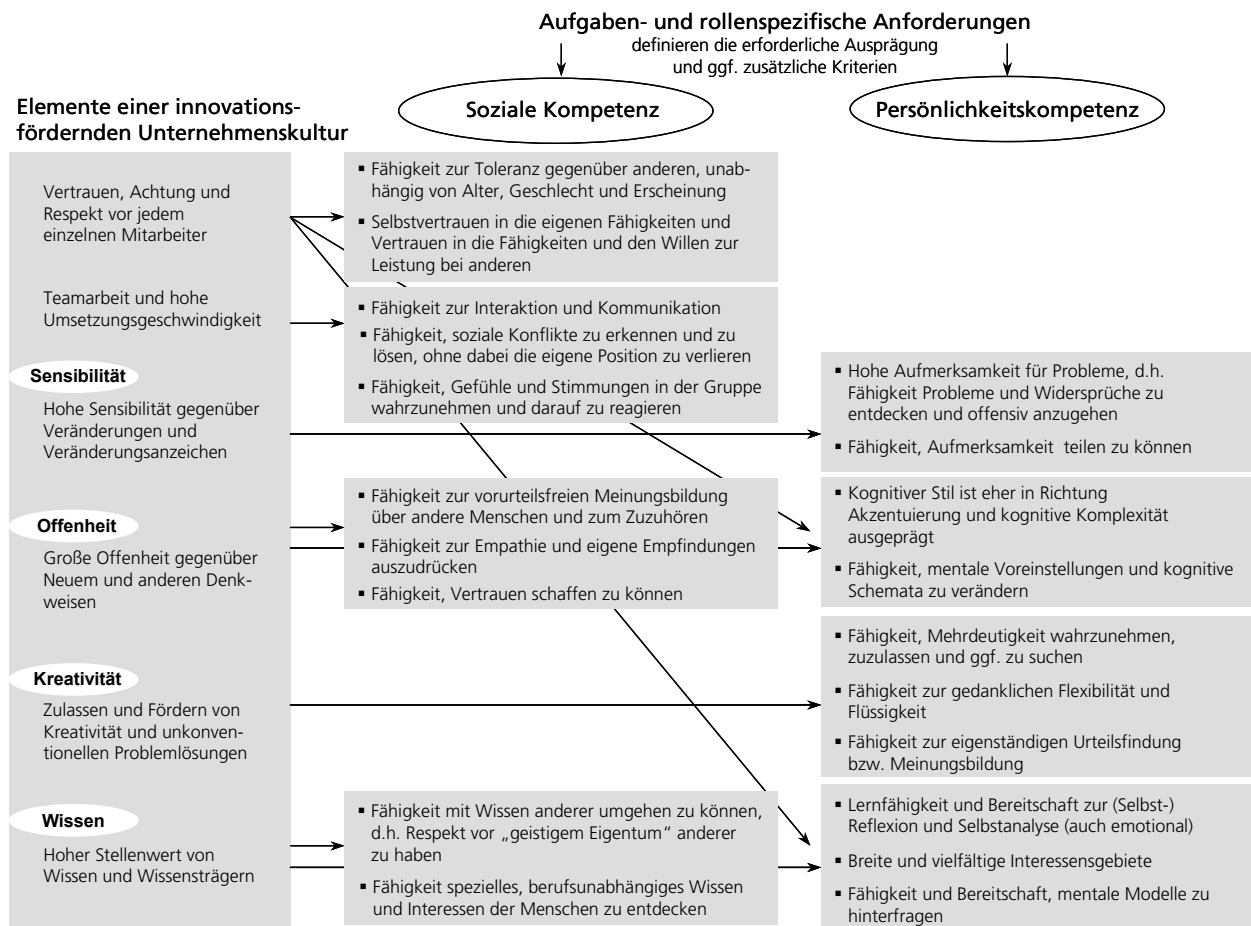 Aufgaben- und rollenspezifische Anforderungen
definieren die erforderliche Ausprägung
und ggf. zusätzliche Kriterien
Elemente einer innovations-
fördernden Unternehmenskultur
Soziale Kompetenz
Persönlichkeitskompetenz
Vertrauen, Achtung und
Respekt vor jedem
einzelnen Mitarbeiter
▪ Fähigkeit zur Toleranz gegenüber anderen, unab-
hängig von Alter, Geschlecht und Erscheinung
▪ Selbstvertrauen in die eigenen Fähigkeiten und
Vertrauen in die Fähigkeiten und den Willen zur
Leistung bei anderen
Teamarbeit und hohe
Umsetzungsgeschwindigkeit
▪ Fähigkeit zur Interaktion und Kommunikation
▪ Fähigkeit, soziale Konflikte zu erkennen und zu
lösen, ohne dabei die eigene Position zu verlieren
▪ Fähigkeit, Gefühle und Stimmungen in der Gruppe
wahrzunehmen und darauf zu reagieren
Sensibilität
Hohe Sensibilität gegenüber
Veränderungen und
Veränderungsanzeichen
▪ Hohe Aufmerksamkeit für Probleme, d.h.
Fähigkeit Probleme und Widersprüche zu
entdecken und offensiv anzugehen
▪ Fähigkeit, Aufmerksamkeit teilen zu können
Offenheit
Große Offenheit gegenüber
Neuem und anderen Denk-
weisen
▪ Fähigkeit zur vorurteilsfreien Meinungsbildung
über andere Menschen und zum Zuzuhören
▪ Fähigkeit zur Empathie und eigene Empfindungen
auszudrücken
▪ Fähigkeit, Vertrauen schaffen zu können
▪ Kognitiver Stil ist eher in Richtung
Akzentuierung und kognitive Komplexität
ausgeprägt
▪ Fähigkeit, mentale Voreinstellungen und kognitive
Schemata zu verändern
Kreativität
Zulassen und Fördern von
Kreativität und unkonven-
tionellen Problemlösungen
▪ Fähigkeit, Mehrdeutigkeit wahrzunehmen,
zuzulassen und ggf. zu suchen
▪ Fähigkeit zur gedanklichen Flexibilität und
Flüssigkeit
▪ Fähigkeit zur eigenständigen Urteilsfindung
bzw. Meinungsbildung
Wissen
Hoher Stellenwert von
Wissen und Wissensträgern
▪ Fähigkeit mit Wissen anderer umgehen zu können,
d.h. Respekt vor „geistigem Eigentum“ anderer
zu haben
▪ Fähigkeit spezielles, berufsunabhängiges Wissen
und Interessen der Menschen zu entdecken
▪ Lernfähigkeit und Bereitschaft zur (Selbst-)
Reflexion und Selbstanalyse (auch emotional)
▪ Breite und vielfältige Interessensgebiete
▪ Fähigkeit und Bereitschaft, mentale Modelle zu
hinterfragen